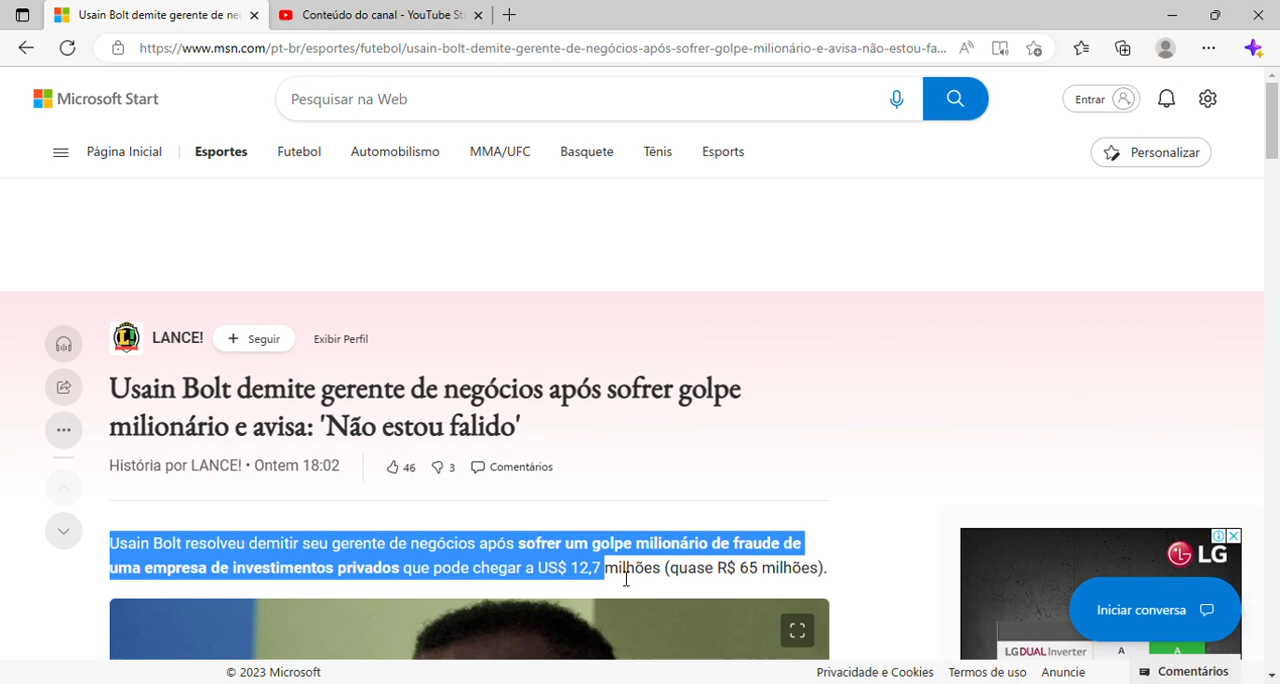 Usain Bolt demite gerente de ne
Conteúdo do canal - YouTube St
https://www.msn.com/pt-br/esportes/futebol/usain-bolt-demite-gerente-de-negócios-após-sofrer-golpe-milionário-e-avisa-não-estou-fa...
Microsoft Start
Pesquisar na Web
Entrar
Página Inicial
Esportes
Futebol
Automobilismo
MMA/UFC
Basquete
Tênis
Esports
Personalizar
LANCE!
+ Seguir
Exibir Perfil
Usain Bolt demite gerente de negócios após sofrer golpe
milionário e avisa: 'Não estou falido'
História por LANCE! • Ontem 18:02
46
3
Comentários
Usain Bolt resolveu demitir seu gerente de negócios após sofrer um golpe milionário de fraude de
uma empresa de investimentos privados que pode chegar a US$ 12,7 milhões (quase R$ 65 milhões).
LG
Iniciar conversa
LG DUAL Inverter
A
A
© 2023 Microsoft
Privacidade e Cookies
Termos de uso
Anuncie
Comentários